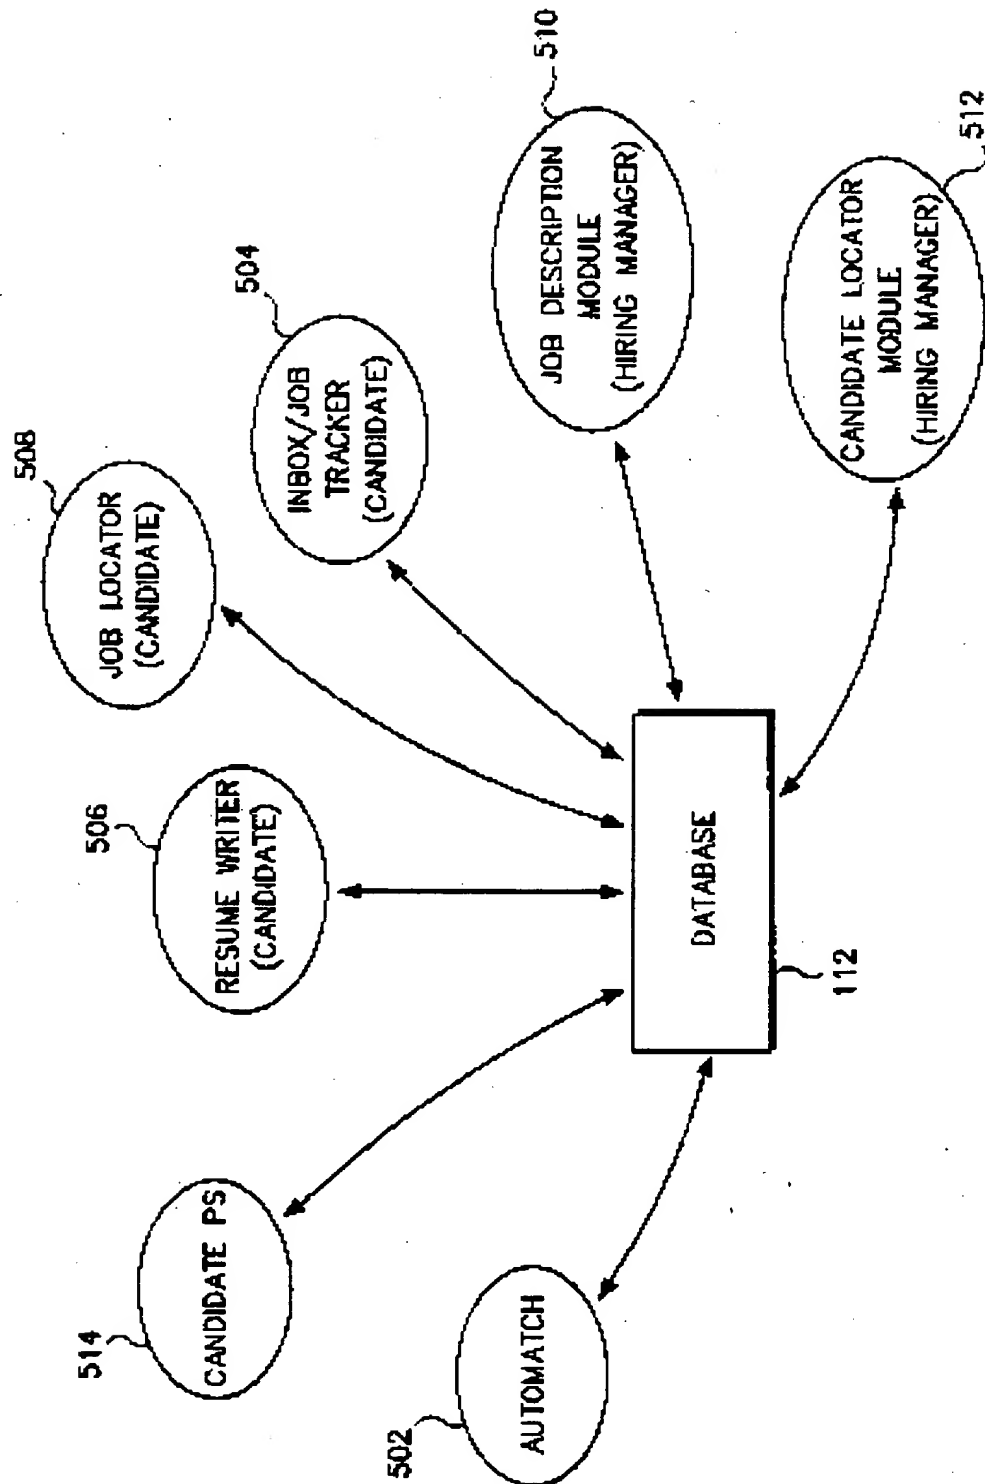 508
JOB LOCATOR
(CANDIDATE)
506
RESUME WRITER
(CANDIDATE)
504
INBOX/JOB
TRACKER
(CANDIDATE)
514
CANDIDATE PS
510
JOB DESCRIPTION
MODULE
(HIRING MANAGER)
502
AUTOMATCH
DATABASE
112
CANDIDATE LOCATOR
MODULE
(HIRING MANAGER)
512